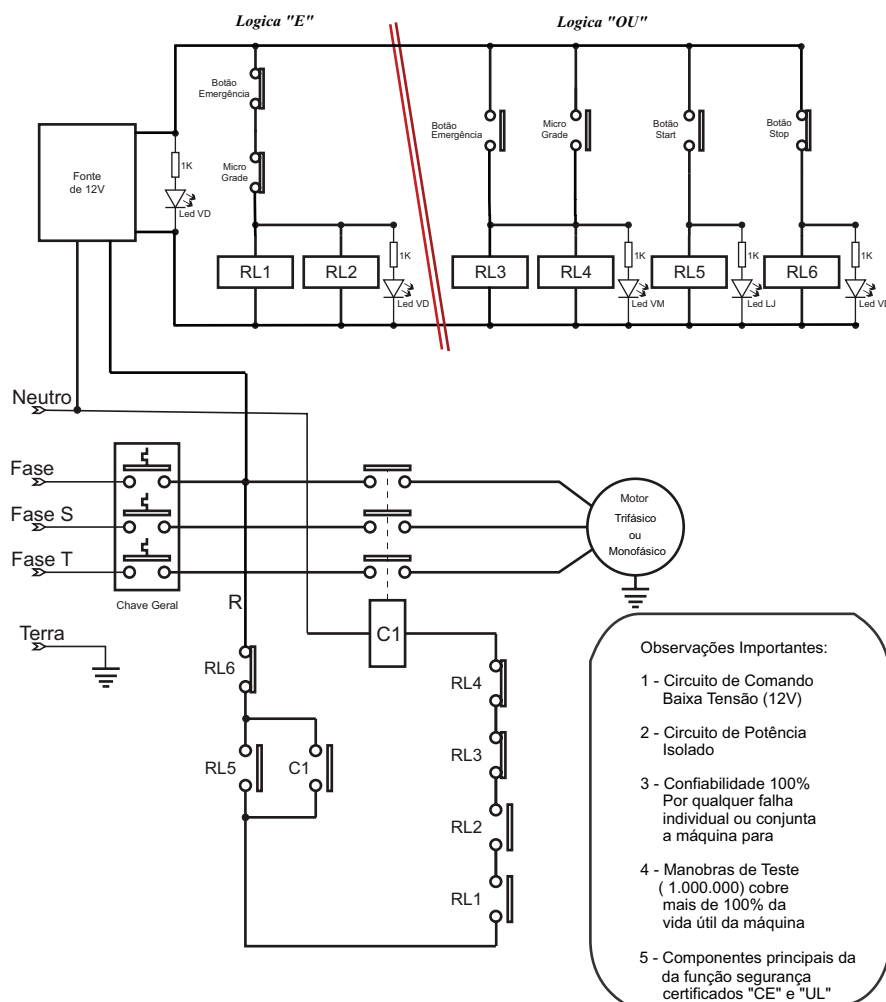 Logica "E"
Logica "OU"
Botão
Emergência
Micro
Grade
Fonte
de 12V
1K
Led VD
RL1
RL2
1K
Led VD
Botão
Emergência
Micro
Grade
Botão
Start
Botão
Stop
RL3
RL4
1K
Led VM
RL5
1K
Led LJ
RL6
1K
Led VD
Neutro
Fase
Fase S
Fase T
Terra
Chave Geral
Motor
Trifásico
ou
Monofásico
R
C1
RL6
RL5
C1
RL4
RL3
RL2
RL1
Observações Importantes:
1 - Circuito de Comando
Baixa Tensão (12V)
2 - Circuito de Potência
Isolado
3 - Confiabilidade 100%
Por qualquer falha
individual ou conjunta
a máquina para
4 - Manobras de Teste
( 1.000.000) cobre
mais de 100% da
vida útil da máquina
5 - Componentes principais da
da função segurança
certificados "CE" e "UL"